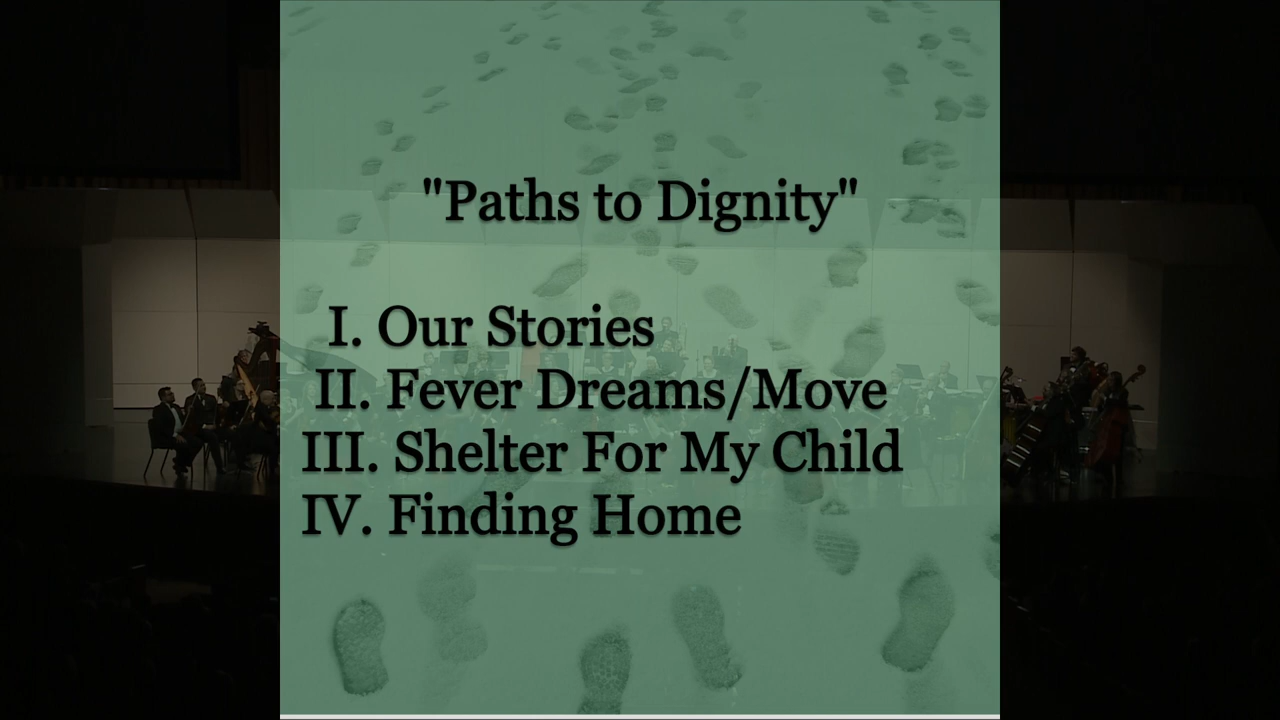 "Paths to Dignity"
I. Our Stories
II. Fever Dreams/Move
III. Shelter For My Child
IV. Finding Home